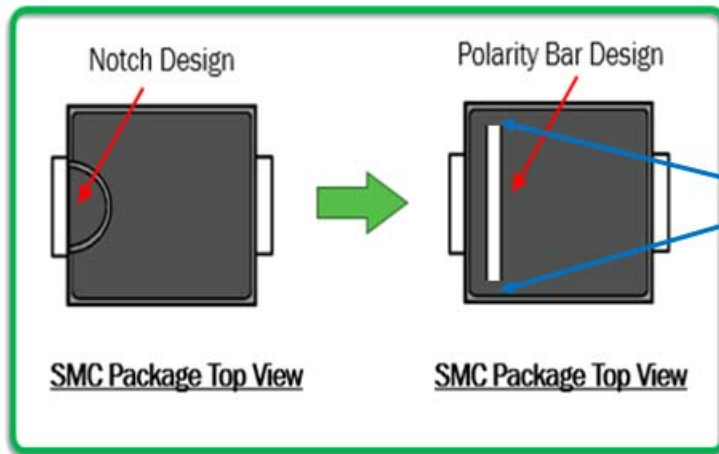 Notch Design
Polarity Bar Design
SMC Package Top View
SMC Package Top View